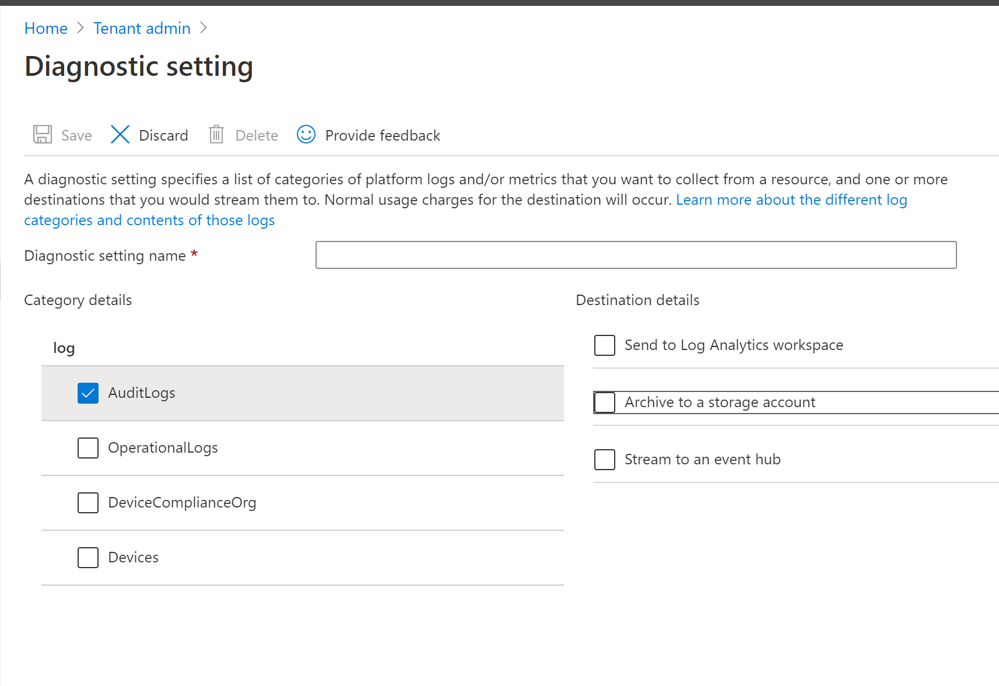 Home > Tenant admin >
Diagnostic setting
Save Discard Delete Provide feedback
A diagnostic setting specifies a list of categories of platform logs and/or metrics that you want to collect from a resource, and one or more
destinations that you would stream them to. Normal usage charges for the destination will occur. Learn more about the different log
categories and contents of those logs
Diagnostic setting name *
Category details
Destination details
log
AuditLogs
OperationalLogs
DeviceComplianceOrg
Devices
Send to Log Analytics workspace
Archive to a storage account
Stream to an event hub